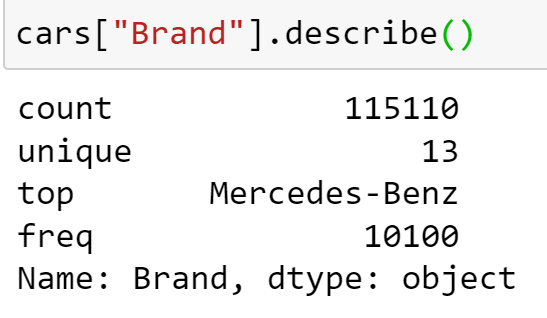 cars["Brand"].describe()
count 115110
unique 13
top Mercedes-Benz
freq 10100
Name: Brand, dtype: object